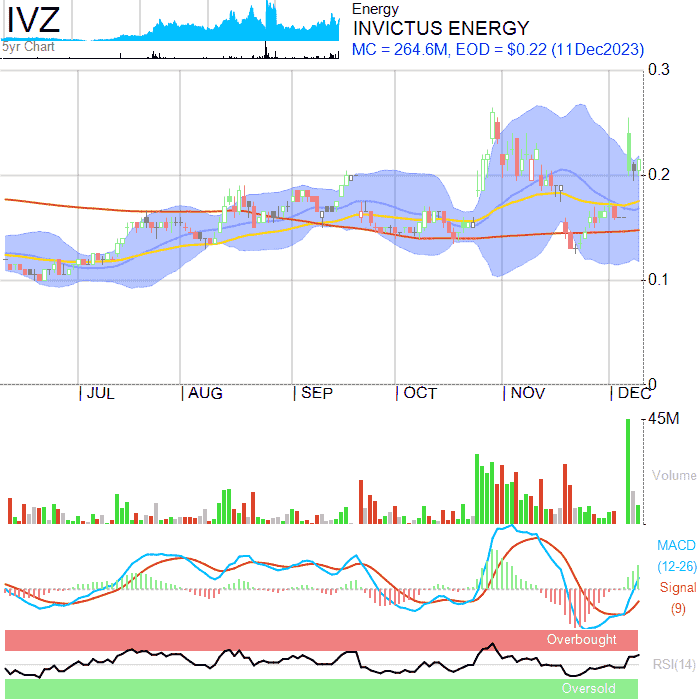 IVZ
Energy
INVICTUS ENERGY
5yr Chart
MC = 264.6M, EOD = $0.22 (11Dec2023)
0.3
0.2
0.1
0
JUL
AUG
SEP
OCT
NOV
DEC
45M
Volume
MACD
(12-26)
Signal
(9)
Overbought
RSI(14)
Oversold